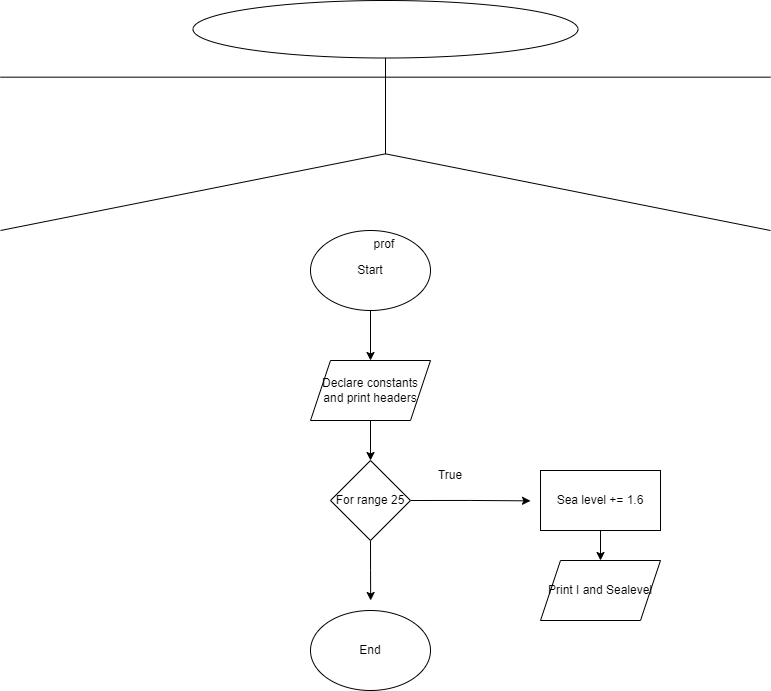 prof
Start
Declare constants
and print headers
True
For range 25
Sea level += 1.6
Print I and Sealevel
End